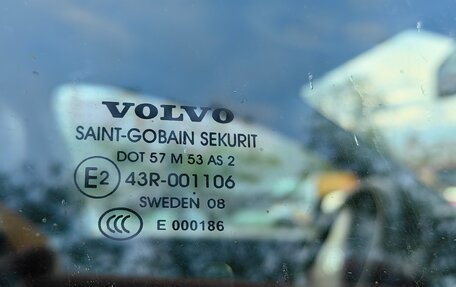 VOLVO
SAINT-GOBAIN SEKURIT
DOT 57 M 53 AS 2
E2 43R-001106
SWEDEN 08
CCC E 000186